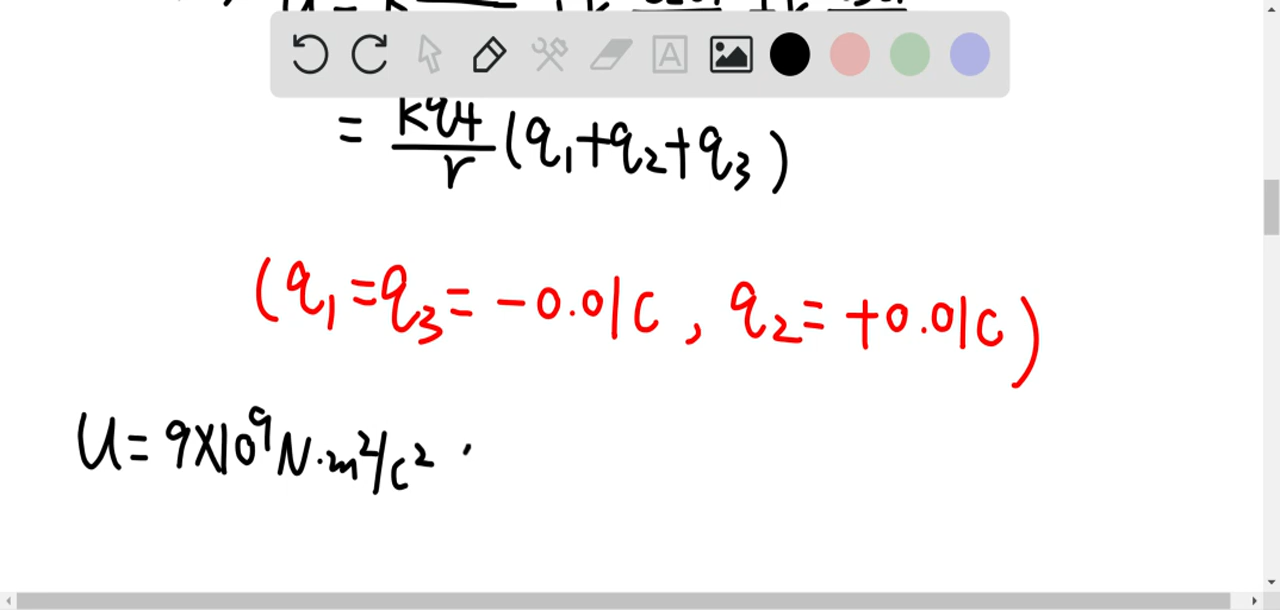 = kq4/r (q1+q2+q3)
(q1=q3= -0.01C, q2= +0.01C)
U= 9×10^9 N·m²/C² ·